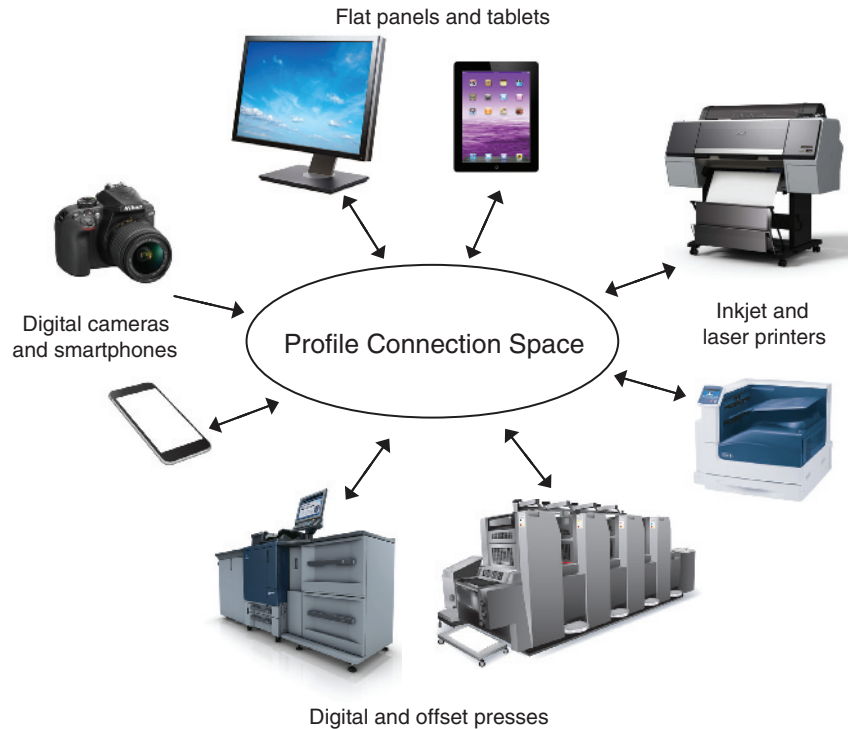 Flat panels and tablets
Nikon
Digital cameras
and smartphones
Profile Connection Space
Inkjet and
laser printers
Digital and offset presses